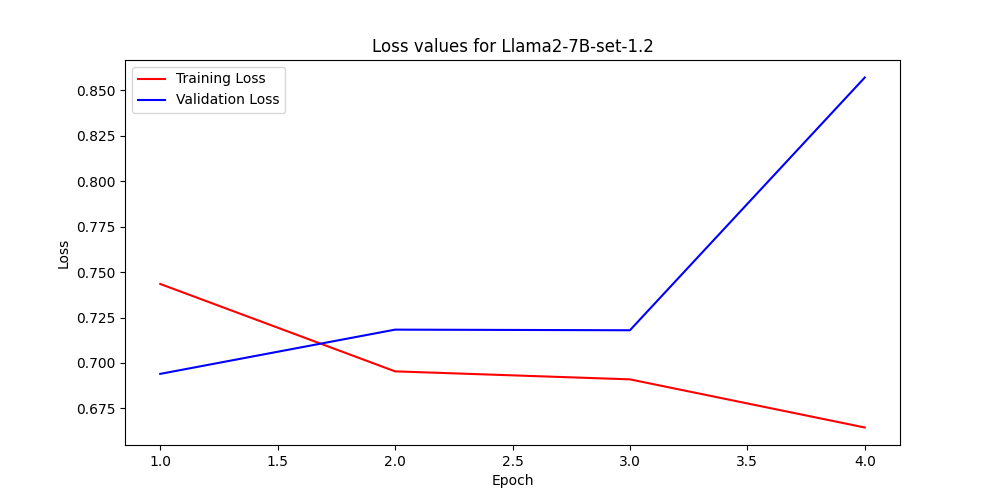 Loss values for Llama2-7B-set-1.2
Training Loss
Validation Loss
0.850
0.825
0.800
0.775
0.750
0.725
0.700
0.675
Loss
1.0 1.5 2.0 2.5 3.0 3.5 4.0
Epoch